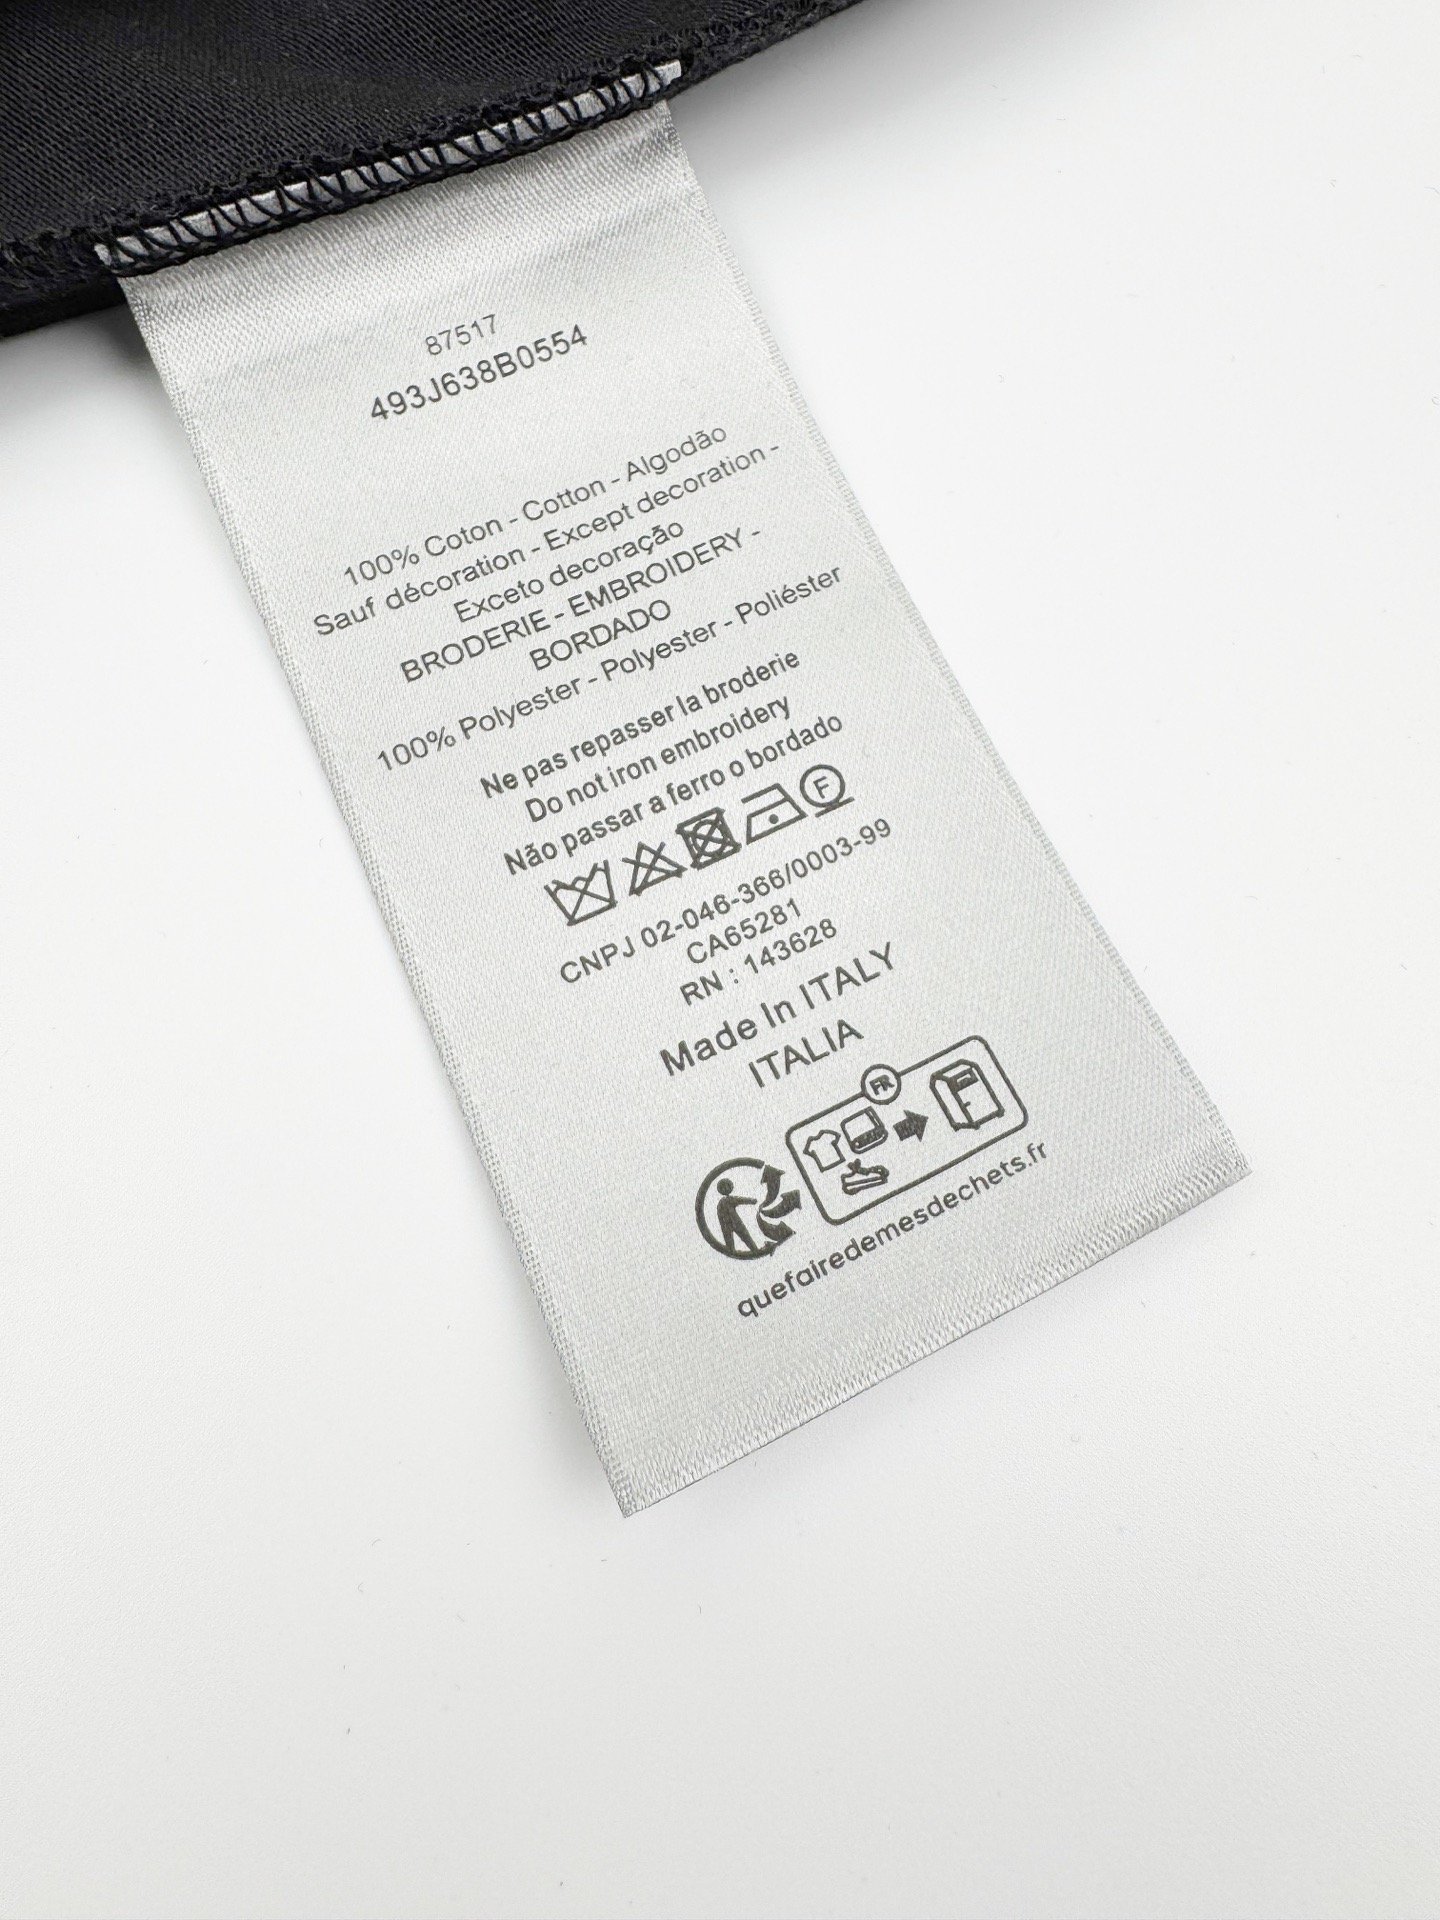 87517
493J638B0554
100% Coton - Cotton - Algodão
Sauf décoration - Except decoration -
Exceto decoração
BRODERIE - EMBROIDERY -
BORDADO
100% Polyester - Polyester - Poliéster
Ne pas repasser la broderie
Do not iron embroidery
Não passar a ferro o bordado
F
CNPJ 02-046-366/0003-99
CA65281
RN : 143628
Made In ITALY
ITALIA
FR
quefairedemesdechets.fr